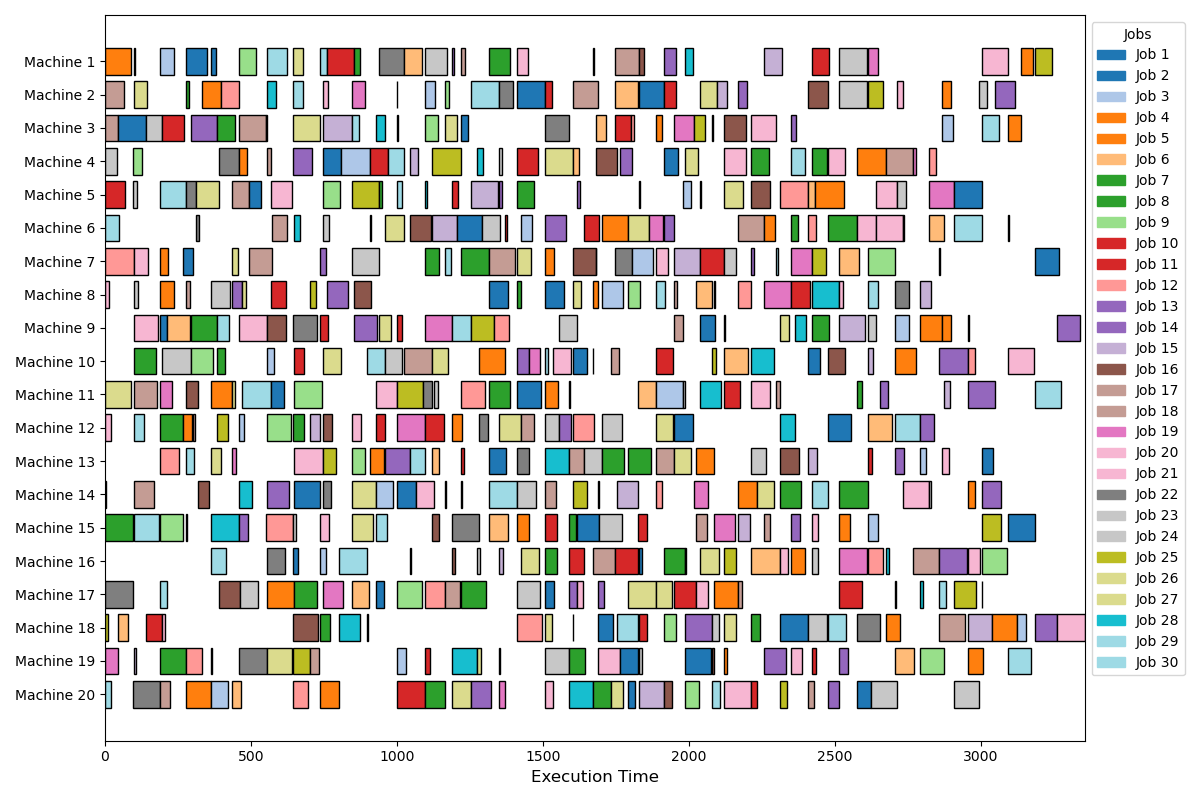 Machine 1
Machine 2
Machine 3
Machine 4
Machine 5
Machine 6
Machine 7
Machine 8
Machine 9
Machine 10
Machine 11
Machine 12
Machine 13
Machine 14
Machine 15
Machine 16
Machine 17
Machine 18
Machine 19
Machine 20
0 500 1000 1500 2000 2500 3000
Execution Time
Jobs
Job 1
Job 2
Job 3
Job 4
Job 5
Job 6
Job 7
Job 8
Job 9
Job 10
Job 11
Job 12
Job 13
Job 14
Job 15
Job 16
Job 17
Job 18
Job 19
Job 20
Job 21
Job 22
Job 23
Job 24
Job 25
Job 26
Job 27
Job 28
Job 29
Job 30